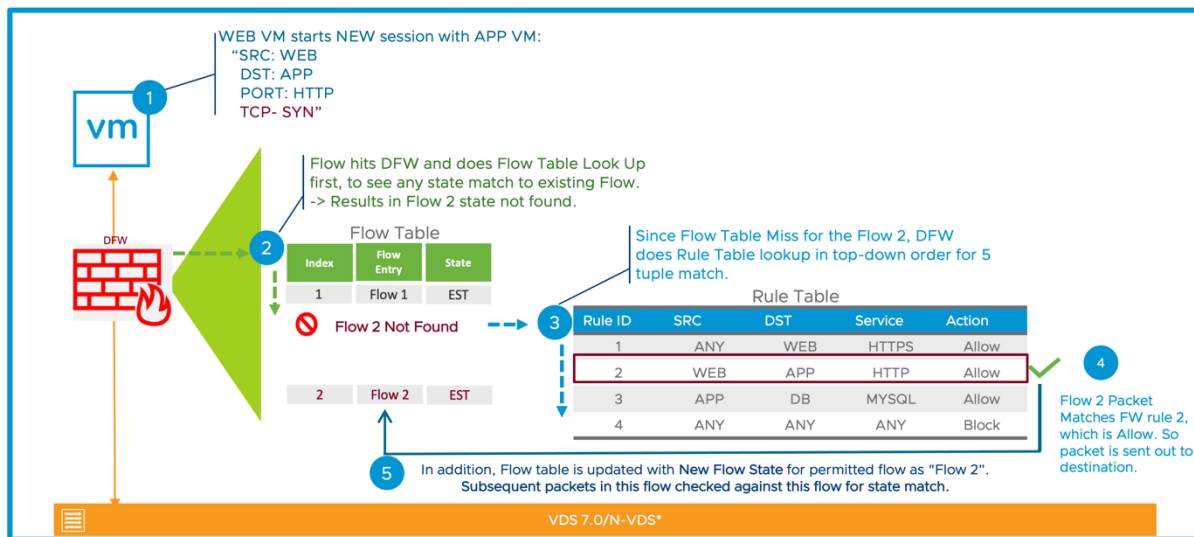 WEB VM starts NEW session with APP VM:
“SRC: WEB
DST: APP
PORT: HTTP
TCP- SYN”
1
vm
Flow hits DFW and does Flow Table Look Up
first, to see any state match to existing Flow.
-> Results in Flow 2 state not found.
DFW
2
Flow Table
Index Flow Entry State
1 Flow 1 EST
Flow 2 Not Found
2 Flow 2 EST
Since Flow Table Miss for the Flow 2, DFW
does Rule Table lookup in top-down order for 5
tuple match.
3
Rule Table
Rule ID SRC DST Service Action
1 ANY WEB HTTPS Allow
2 WEB APP HTTP Allow
3 APP DB MYSQL Allow
4 ANY ANY ANY Block
4
Flow 2 Packet
Matches FW rule 2,
which is Allow. So
packet is sent out to
destination.
5
In addition, Flow table is updated with New Flow State for permitted flow as "Flow 2".
Subsequent packets in this flow checked against this flow for state match.
VDS 7.0/N-VDS*